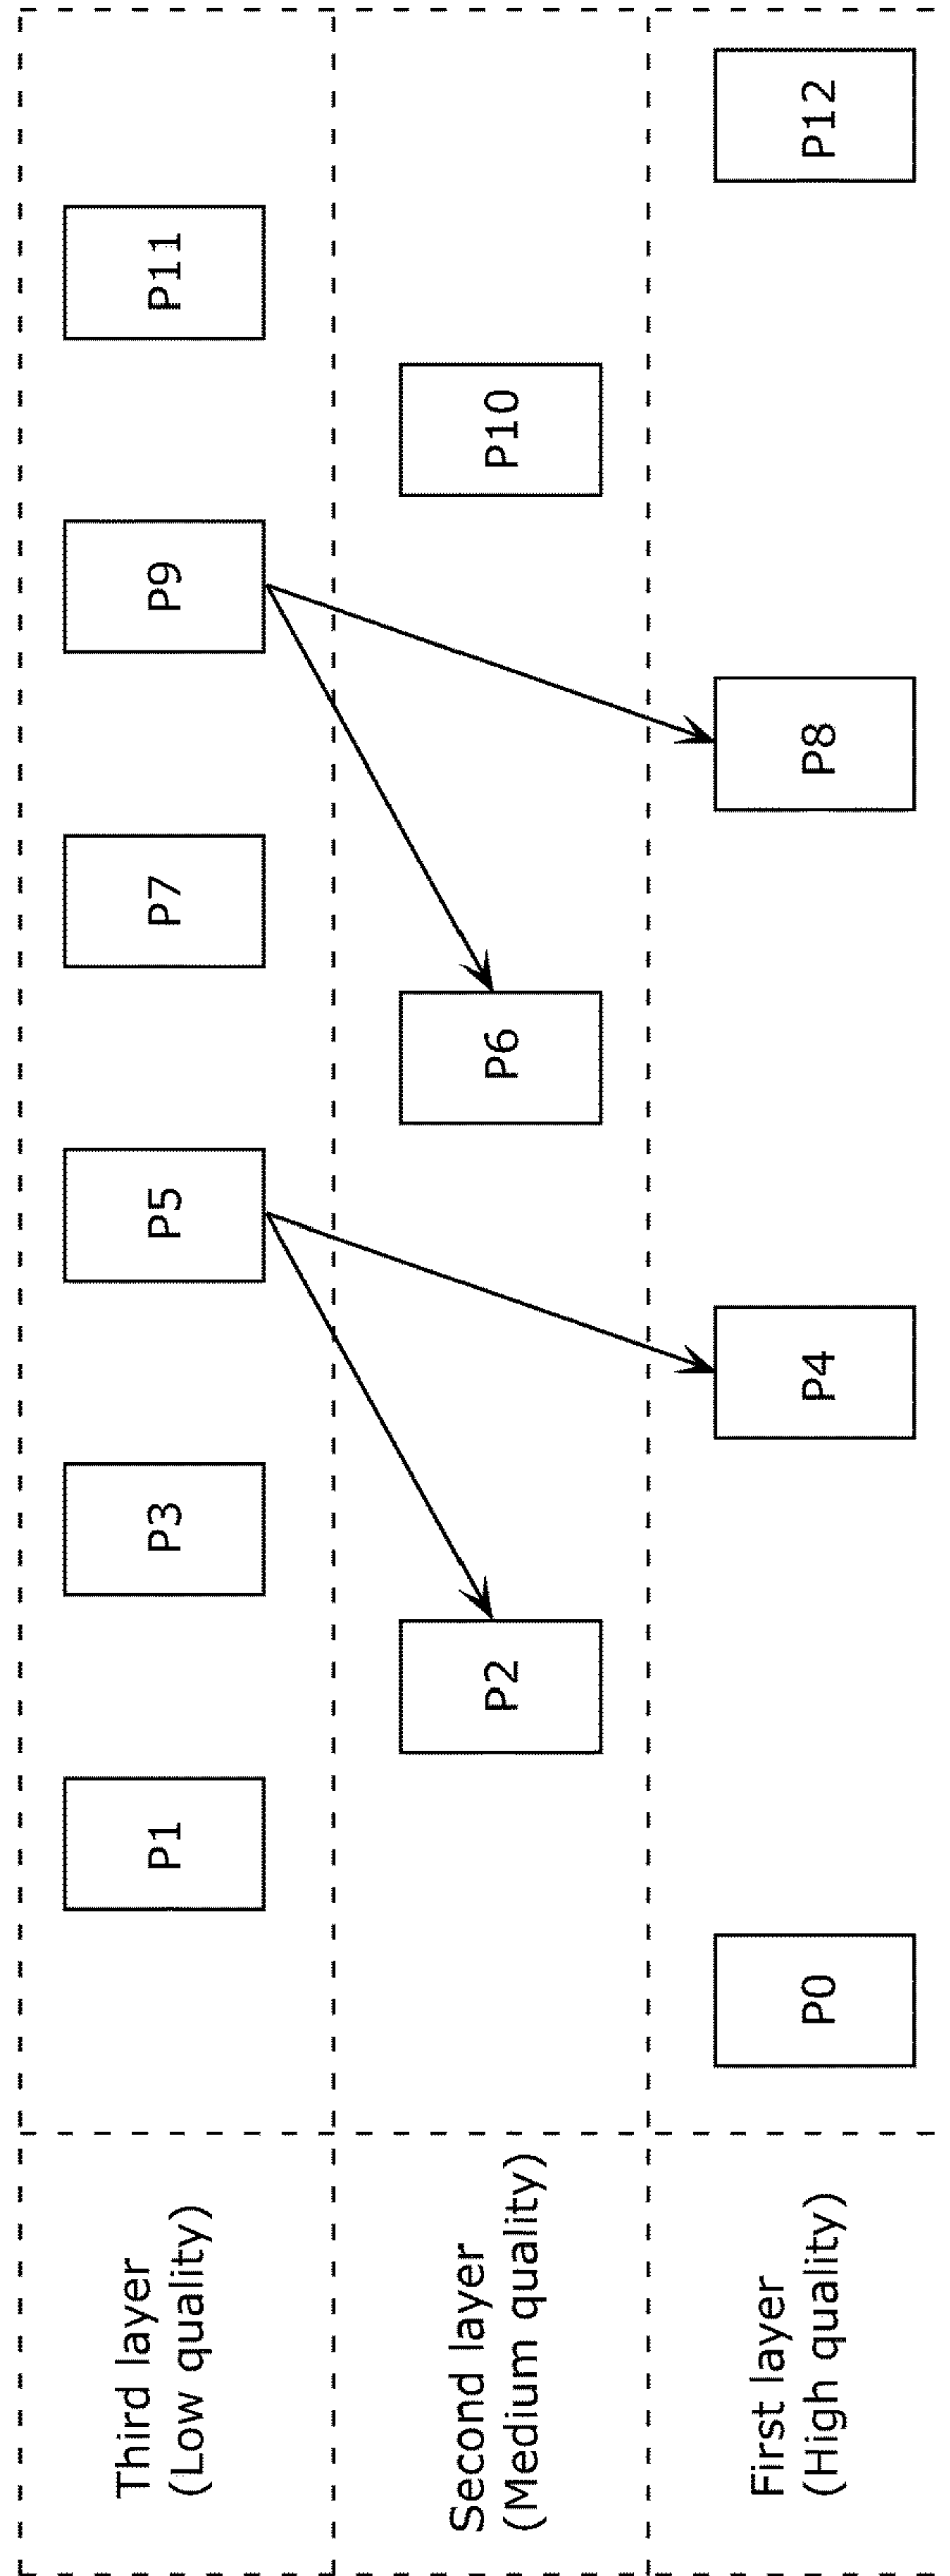 Third layer
(Low quality)
P1
P3
P5
P7
P9
P11
Second layer
(Medium quality)
P2
P6
P10
First layer
(High quality)
P0
P4
P8
P12